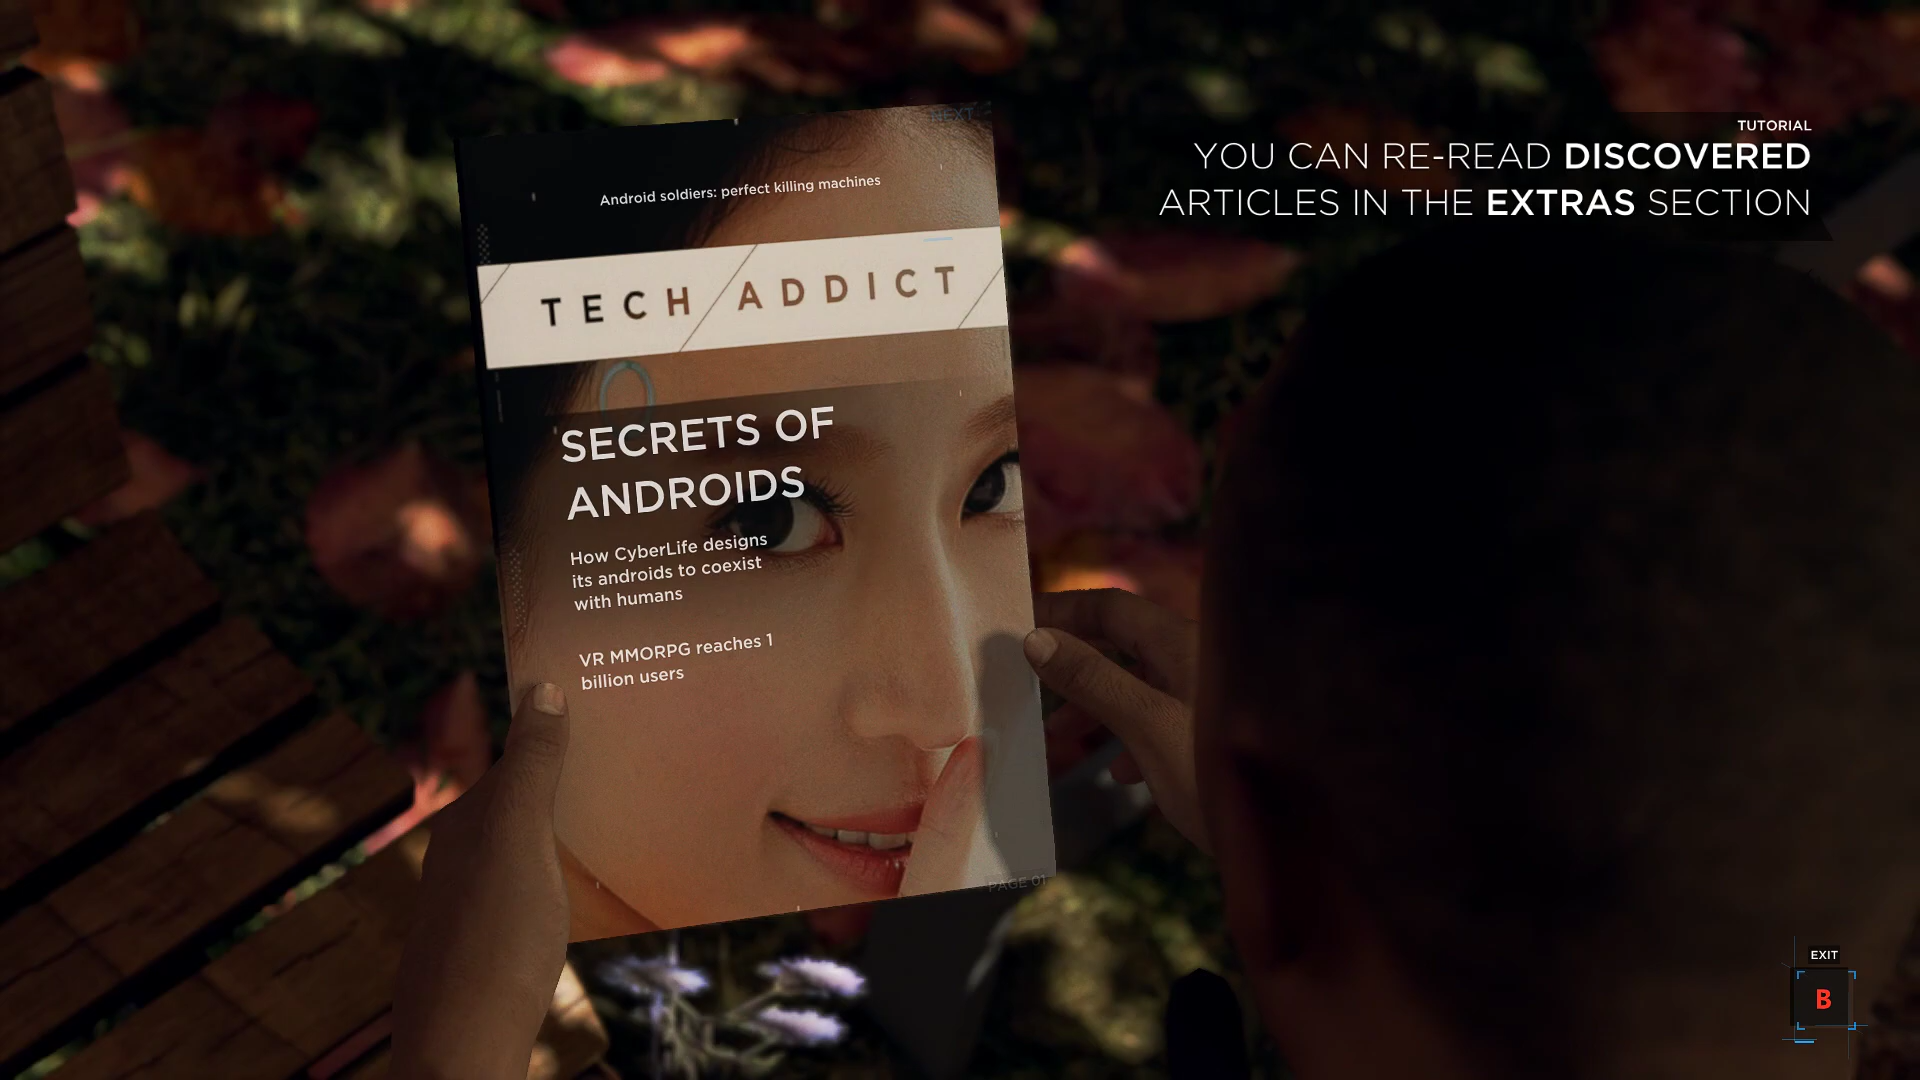 TUTORIAL
YOU CAN RE-READ DISCOVERED
ARTICLES IN THE EXTRAS SECTION
NEXT
Android soldiers: perfect killing machines
TECH ADDICT
SECRETS OF
ANDROIDS
How CyberLife designs
its androids to coexist
with humans
VR MMORPG reaches 1
billion users
PAGE 01
EXIT
B